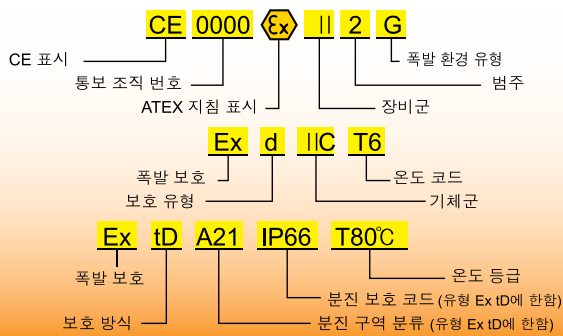 CE 0000 Ex II 2 G
CE 표시
폭발 환경 유형
통보 조직 번호
범주
ATEX 지침 표시
장비군
Ex d IIC T6
폭발 보호
온도 코드
보호 유형
기체군
Ex tD A21 IP66 T80℃
폭발 보호
온도 등급
분진 보호 코드 (유형 Ex tD에 한함)
보호 방식
분진 구역 분류 (유형 Ex tD에 한함)